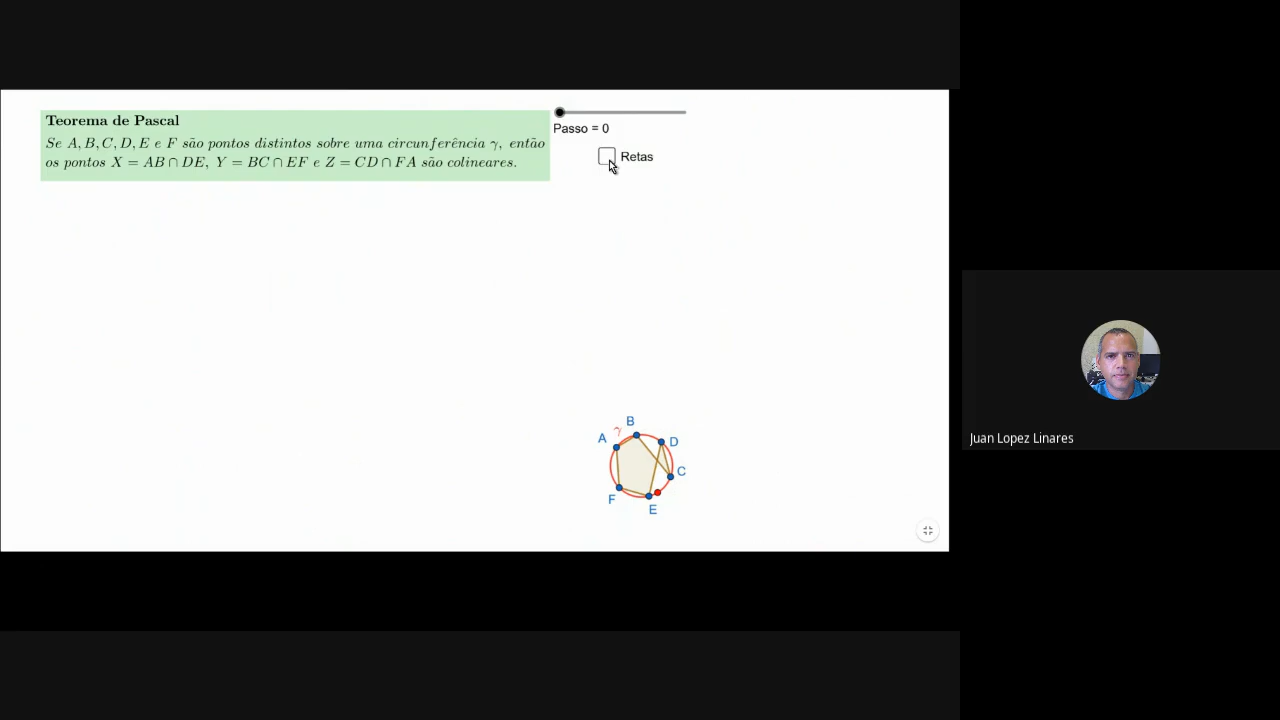 Teorema de Pascal
Se A, B, C, D, E e F são pontos distintos sobre uma circunferência γ, então
os pontos X = AB ∩ DE, Y = BC ∩ EF e Z = CD ∩ FA são colineares.
Passo = 0
Retas
B
γ
A
D
C
F
E
Juan Lopez Linares